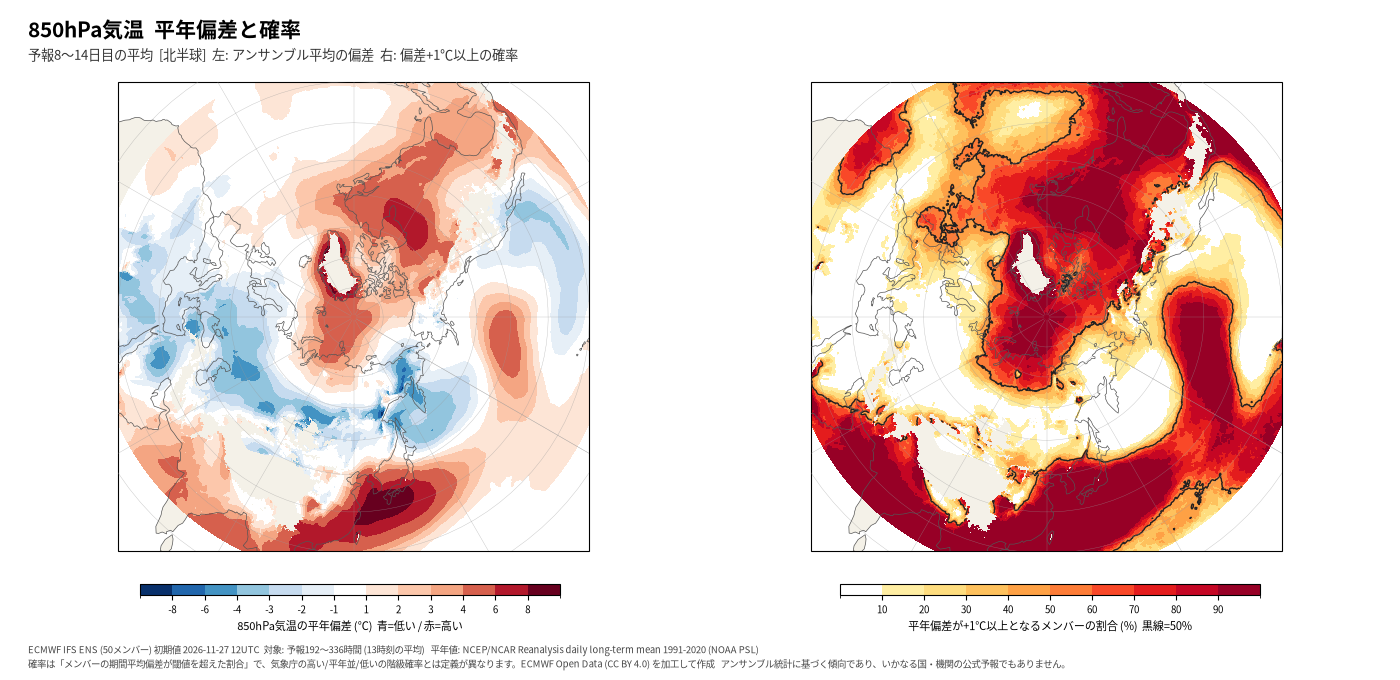 850hPa気温 平年偏差と確率
予報8〜14日目の平均 [北半球] 左: アンサンブル平均の偏差 右: 偏差+1℃以上の確率
-8 -6 -4 -3 -2 -1 1 2 3 4 6 8
10 20 30 40 50 60 70 80 90
850hPa気温の平年偏差 (℃) 青=低い / 赤=高い
平年偏差が+1℃以上となるメンバーの割合 (%) 黒線=50%
ECMWF IFS ENS (50メンバー) 初期値 2026-11-27 12UTC 対象: 予報192〜336時間 (13時刻の平均) 平年値: NCEP/NCAR Reanalysis daily long-term mean 1991-2020 (NOAA PSL)
確率は「メンバーの期間平均偏差が閾値を超えた割合」で、気象庁の高い/平年並/低いの階級確率とは定義が異なります。ECMWF Open Data (CC BY 4.0) を加工して作成 アンサンブル統計に基づく傾向であり、いかなる国・機関の公式予報でもありません。